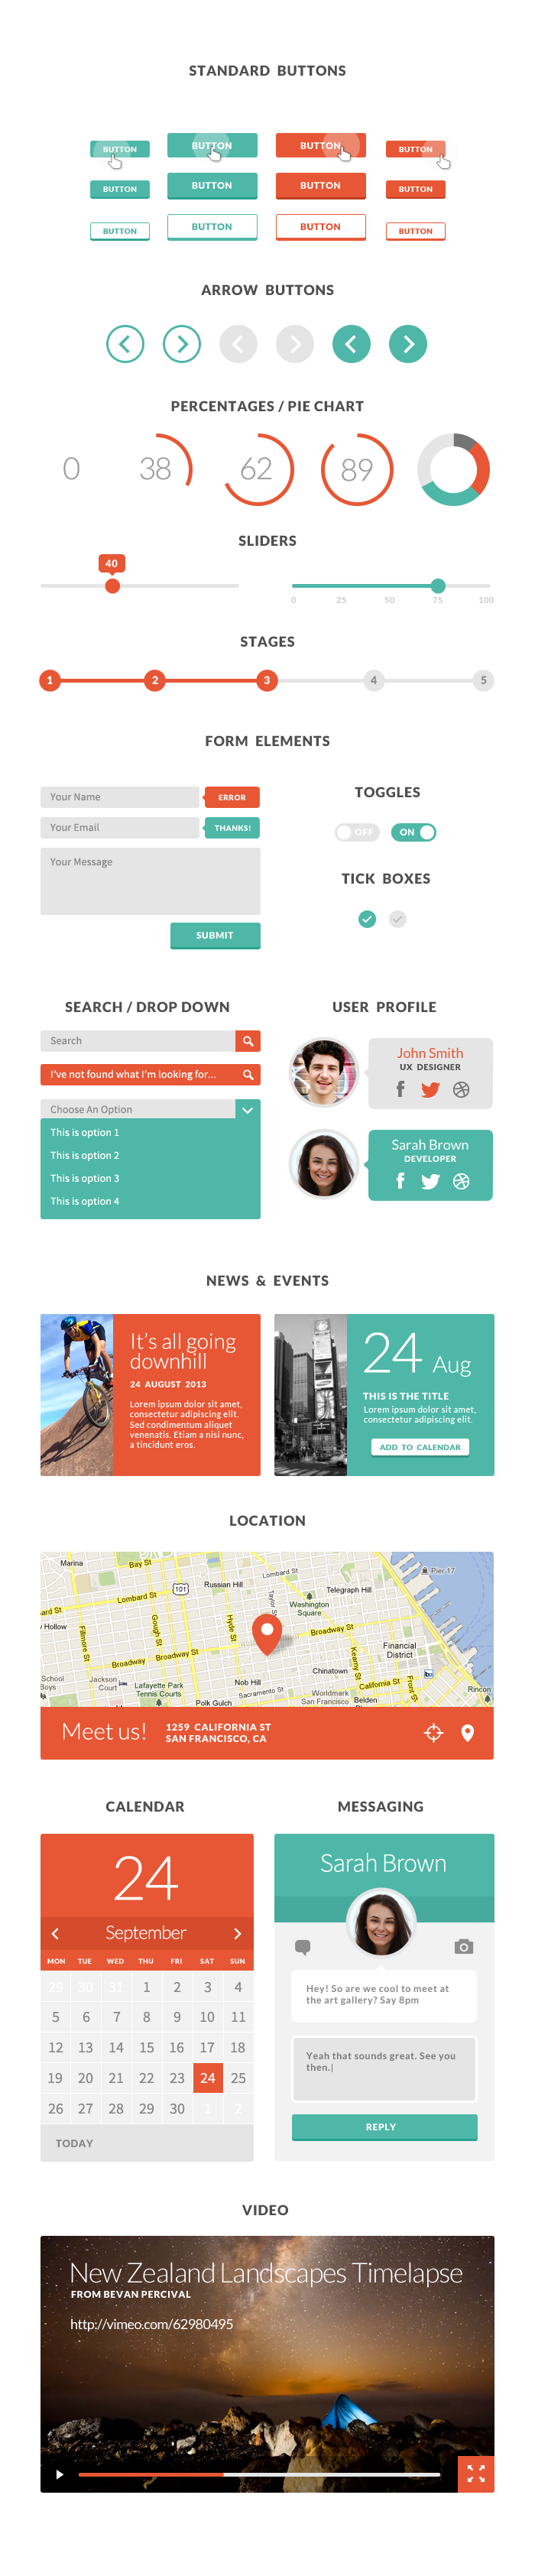 STANDARD BUTTONS
BUTTON BUTTON BUTTON BUTTON
BUTTON BUTTON BUTTON BUTTON
BUTTON BUTTON BUTTON BUTTON
ARROW BUTTONS
PERCENTAGES / PIE CHART
0 38 62 89
SLIDERS
40
0 25 50 75 100
STAGES
1 2 3 4 5
FORM ELEMENTS
Your Name
ERROR
Your Email
THANKS!
Your Message
SUBMIT
TOGGLES
OFF ON
TICK BOXES
SEARCH / DROP DOWN
Search
I've not found what I'm looking for...
Choose An Option
This is option 1
This is option 2
This is option 3
This is option 4
USER PROFILE
John Smith
UX DESIGNER
Sarah Brown
DEVELOPER
NEWS & EVENTS
It's all going
downhill
24 AUGUST 2013
Lorem ipsum dolor sit amet,
consectetur adipiscing elit.
Sed condimentum aliquet
venenatis. Etiam a nisi nunc,
a tincidunt eros.
24 Aug
THIS IS THE TITLE
Lorem ipsum dolor sit amet,
consectetur adipiscing elit.
ADD TO CALENDAR
LOCATION
Marina
Bay St
Lombard St
Pier 17
101
Russian Hill
Telegraph Hill
Lombard St
Taylor S
Washington
Square
ard St
Hollow
Fillmore St
Gough St
Hyde St
Broadway St
Broadway St
Broadway
Financial
District
Kearny St
Chinatown
School
Boys
Jackson
Court
Lafayette Park
Tennis Courts
Nob Hill
Sacramento St
California St
Front St
Rincon
Polk Gulch
Workmans
San Francisco
Belden
Meet us!
1259 CALIFORNIA ST
SAN FRANCISCO, CA
CALENDAR
24
September
MON TUE WED THU FRI SAT SUN
29 30 31 1 2 3 4
5 6 7 8 9 10 11
12 13 14 15 16 17 18
19 20 21 22 23 24 25
26 27 28 29 30 1 2
TODAY
MESSAGING
Sarah Brown
Hey! So are we cool to meet at
the art gallery? Say 8pm
Yeah that sounds great. See you
then.|
REPLY
VIDEO
New Zealand Landscapes Timelapse
FROM BEVAN PERCIVAL
http://vimeo.com/62980495